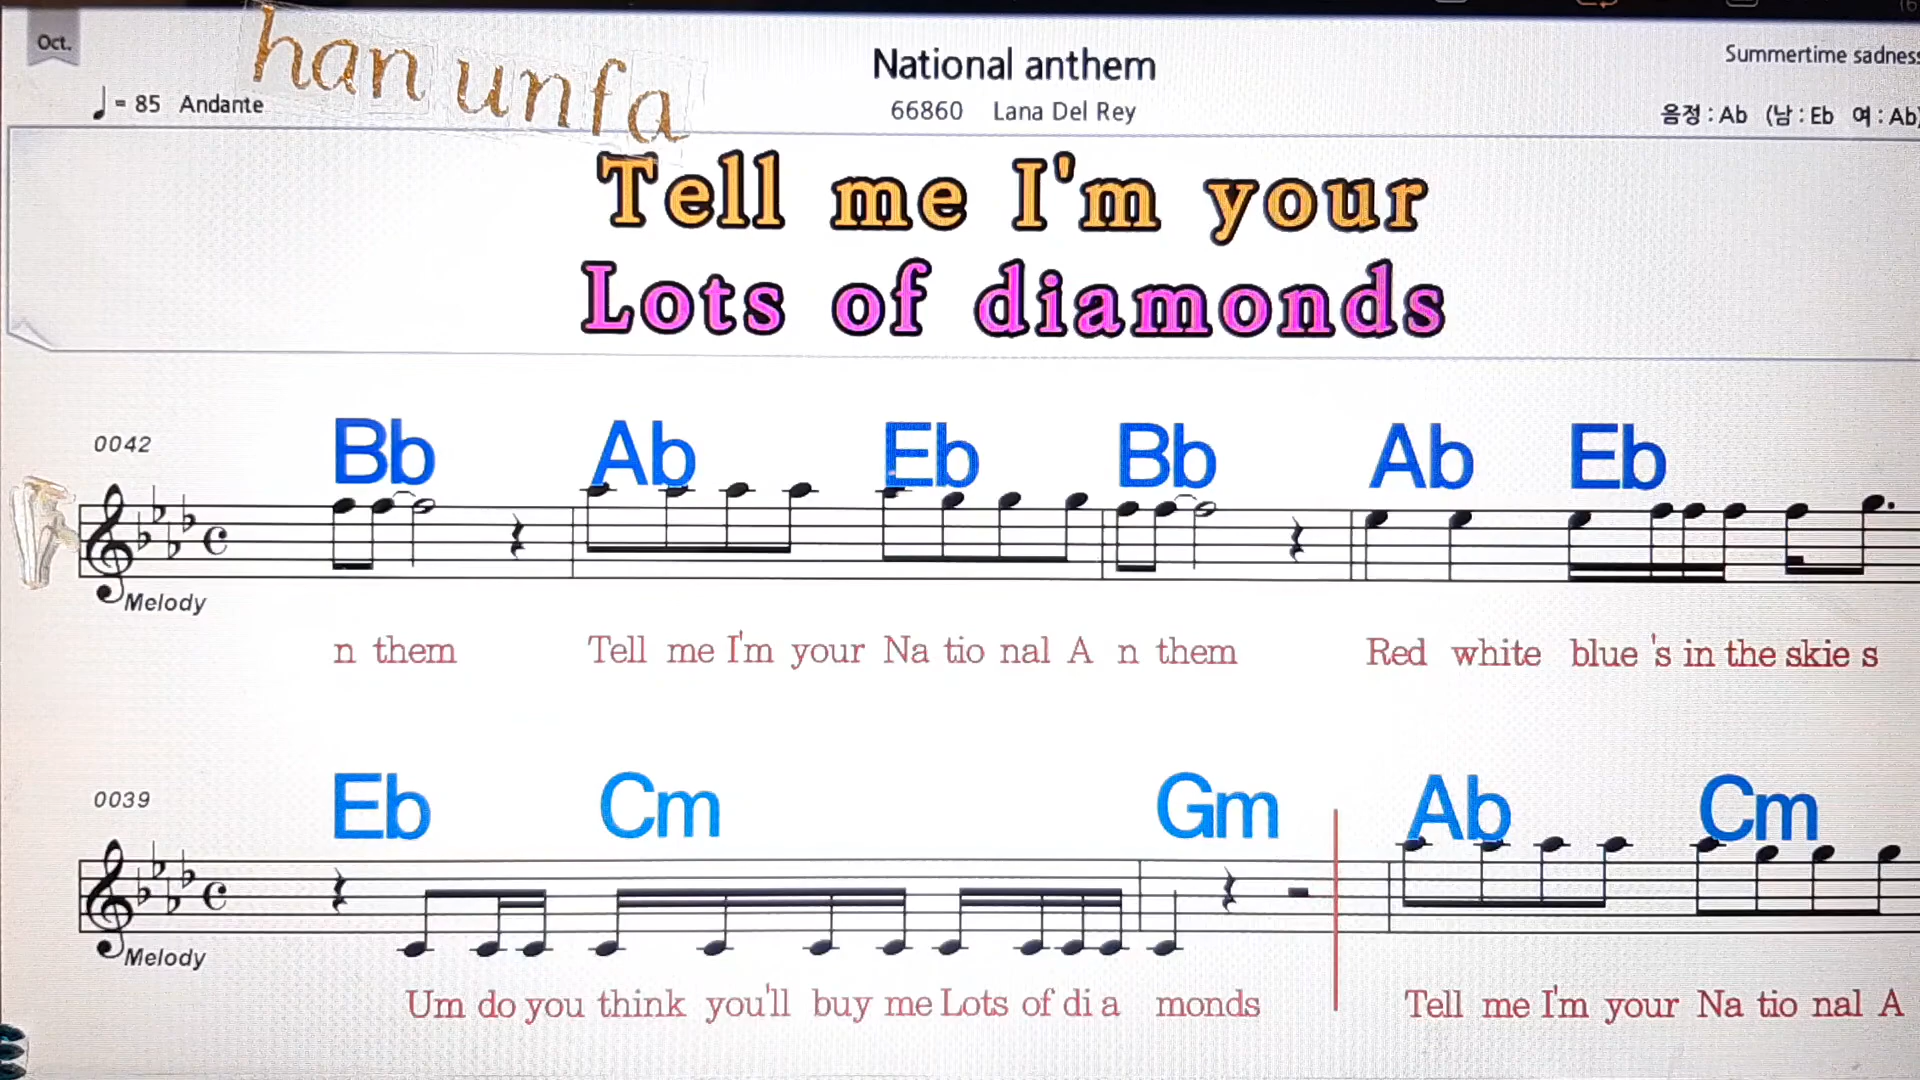 Oct.
han unfa
National anthem
Summertime sadness
♩= 85 Andante
66860 Lana Del Rey
음정 : Ab (남 : Eb 여 : Ab)
Tell me I'm your
Lots of diamonds
0042
Bb Ab Eb Bb Ab Eb
Melody
n them Tell me I'm your Na tio nal A n them Red white blue 's in the skie s
0039
Eb Cm Gm Ab Cm
Melody
Um do you think you'll buy me Lots of di a monds Tell me I'm your Na tio nal A